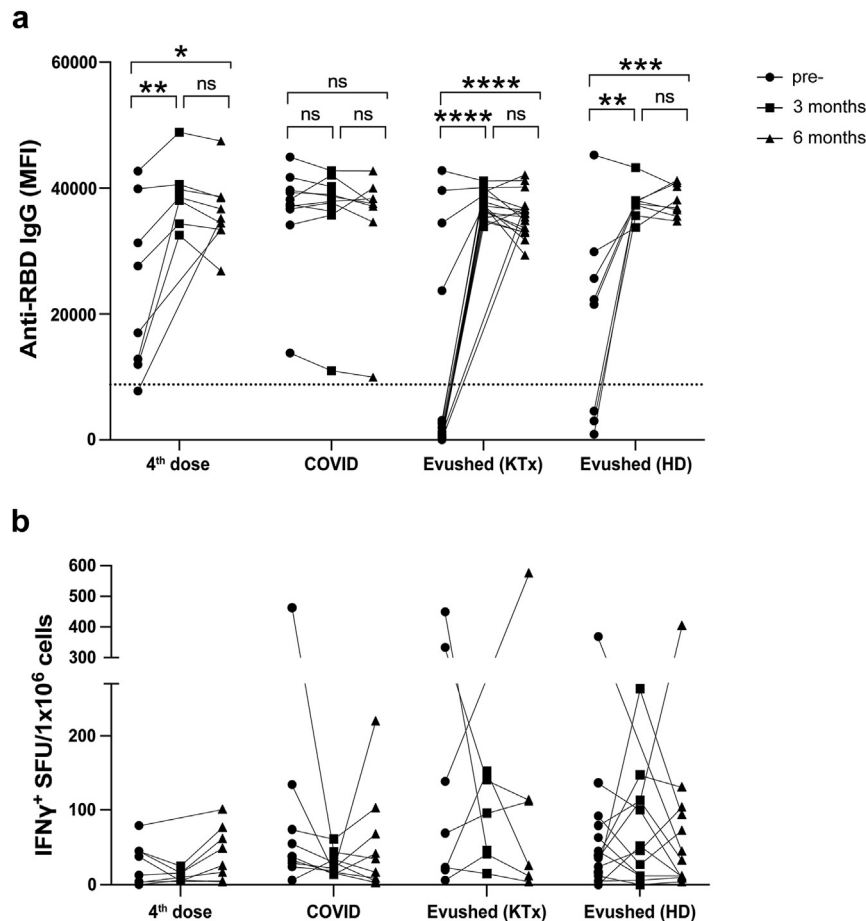 a
Anti-RBD IgG (MFI)
60000
40000
20000
0
*
** ns
ns
ns ns
****
**** ns
***
** ns
pre-
3 months
6 months
4th dose COVID Evushed (KTx) Evushed (HD)
b
IFNγ+ SFU/1x10⁶ cells
600
500
400
300
200
100
0
4th dose COVID Evushed (KTx) Evushed (HD)